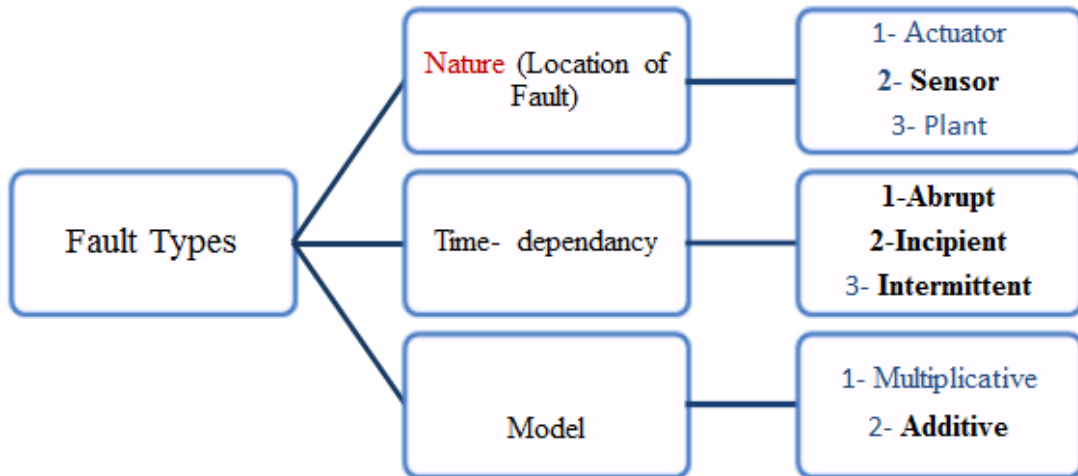 Fault Types
Nature (Location of
Fault)
1- Actuator
2- Sensor
3- Plant
Time- dependancy
1-Abrupt
2-Incipient
3- Intermittent
Model
1- Multiplicative
2- Additive